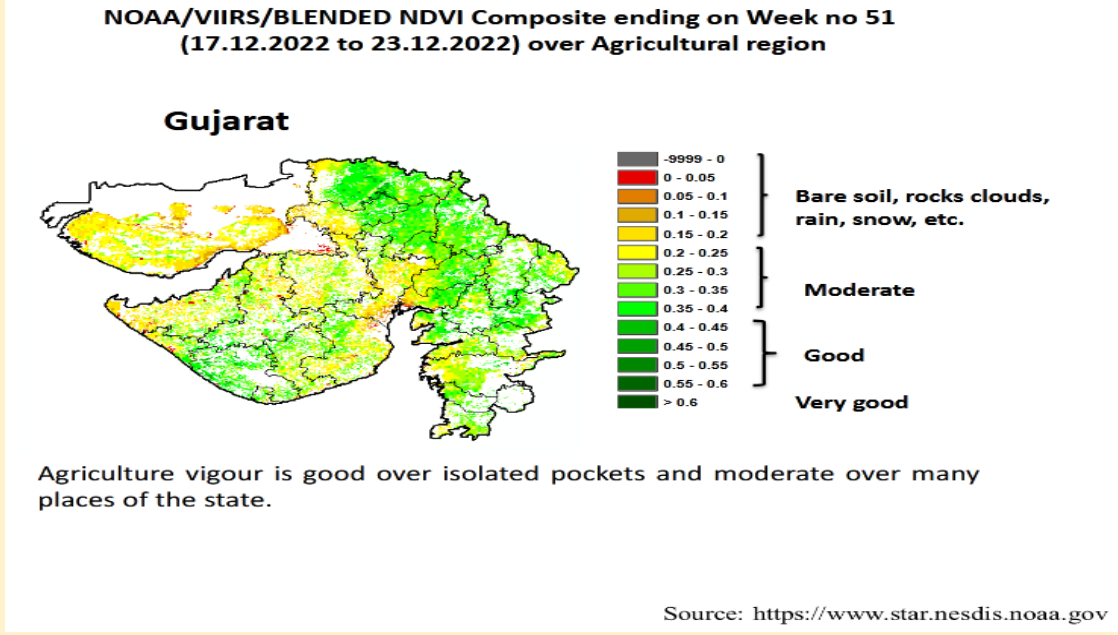 NOAA/VIIRS/BLENDED NDVI Composite ending on Week no 51
(17.12.2022 to 23.12.2022) over Agricultural region
Gujarat
-9999 - 0
0 - 0.05
0.05 - 0.1
0.1 - 0.15
0.15 - 0.2
0.2 - 0.25
0.25 - 0.3
0.3 - 0.35
0.35 - 0.4
0.4 - 0.45
0.45 - 0.5
0.5 - 0.55
0.55 - 0.6
> 0.6
Bare soil, rocks clouds,
rain, snow, etc.
Moderate
Good
Very good
Agriculture vigour is good over isolated pockets and moderate over many
places of the state.
Source: https://www.star.nesdis.noaa.gov